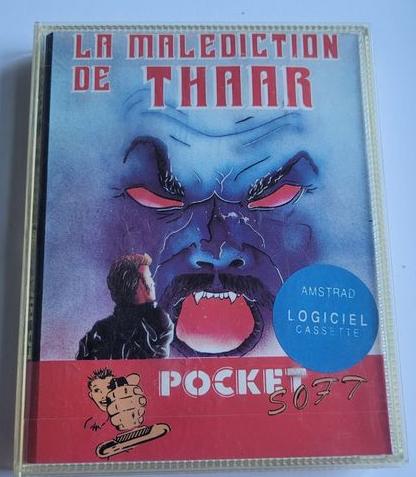 LA MALEDICTION
DE THAAR
AMSTRAD
LOGICIEL
CASSETTE
POCKET
SOFT